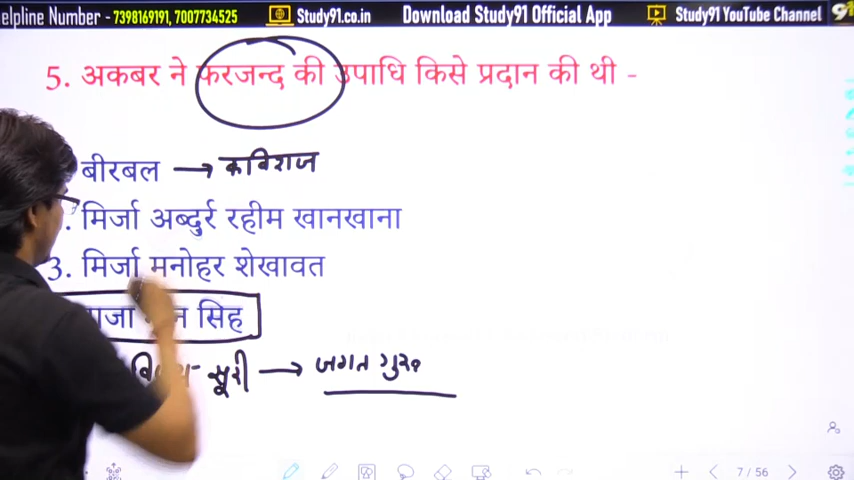 elpline Number - 7398169191, 7007734525 Study91.co.in Download Study91 Official App Study91 YouTube Channel 91
5. अकबर ने फरजन्द की उपाधि किसे प्रदान की थी -
बीरबल → कविराज
. मिर्जा अब्दुर्र रहीम खानखाना
3. मिर्जा मनोहर शेखावत
सिह
सूरी → जगत गुरु
7/56